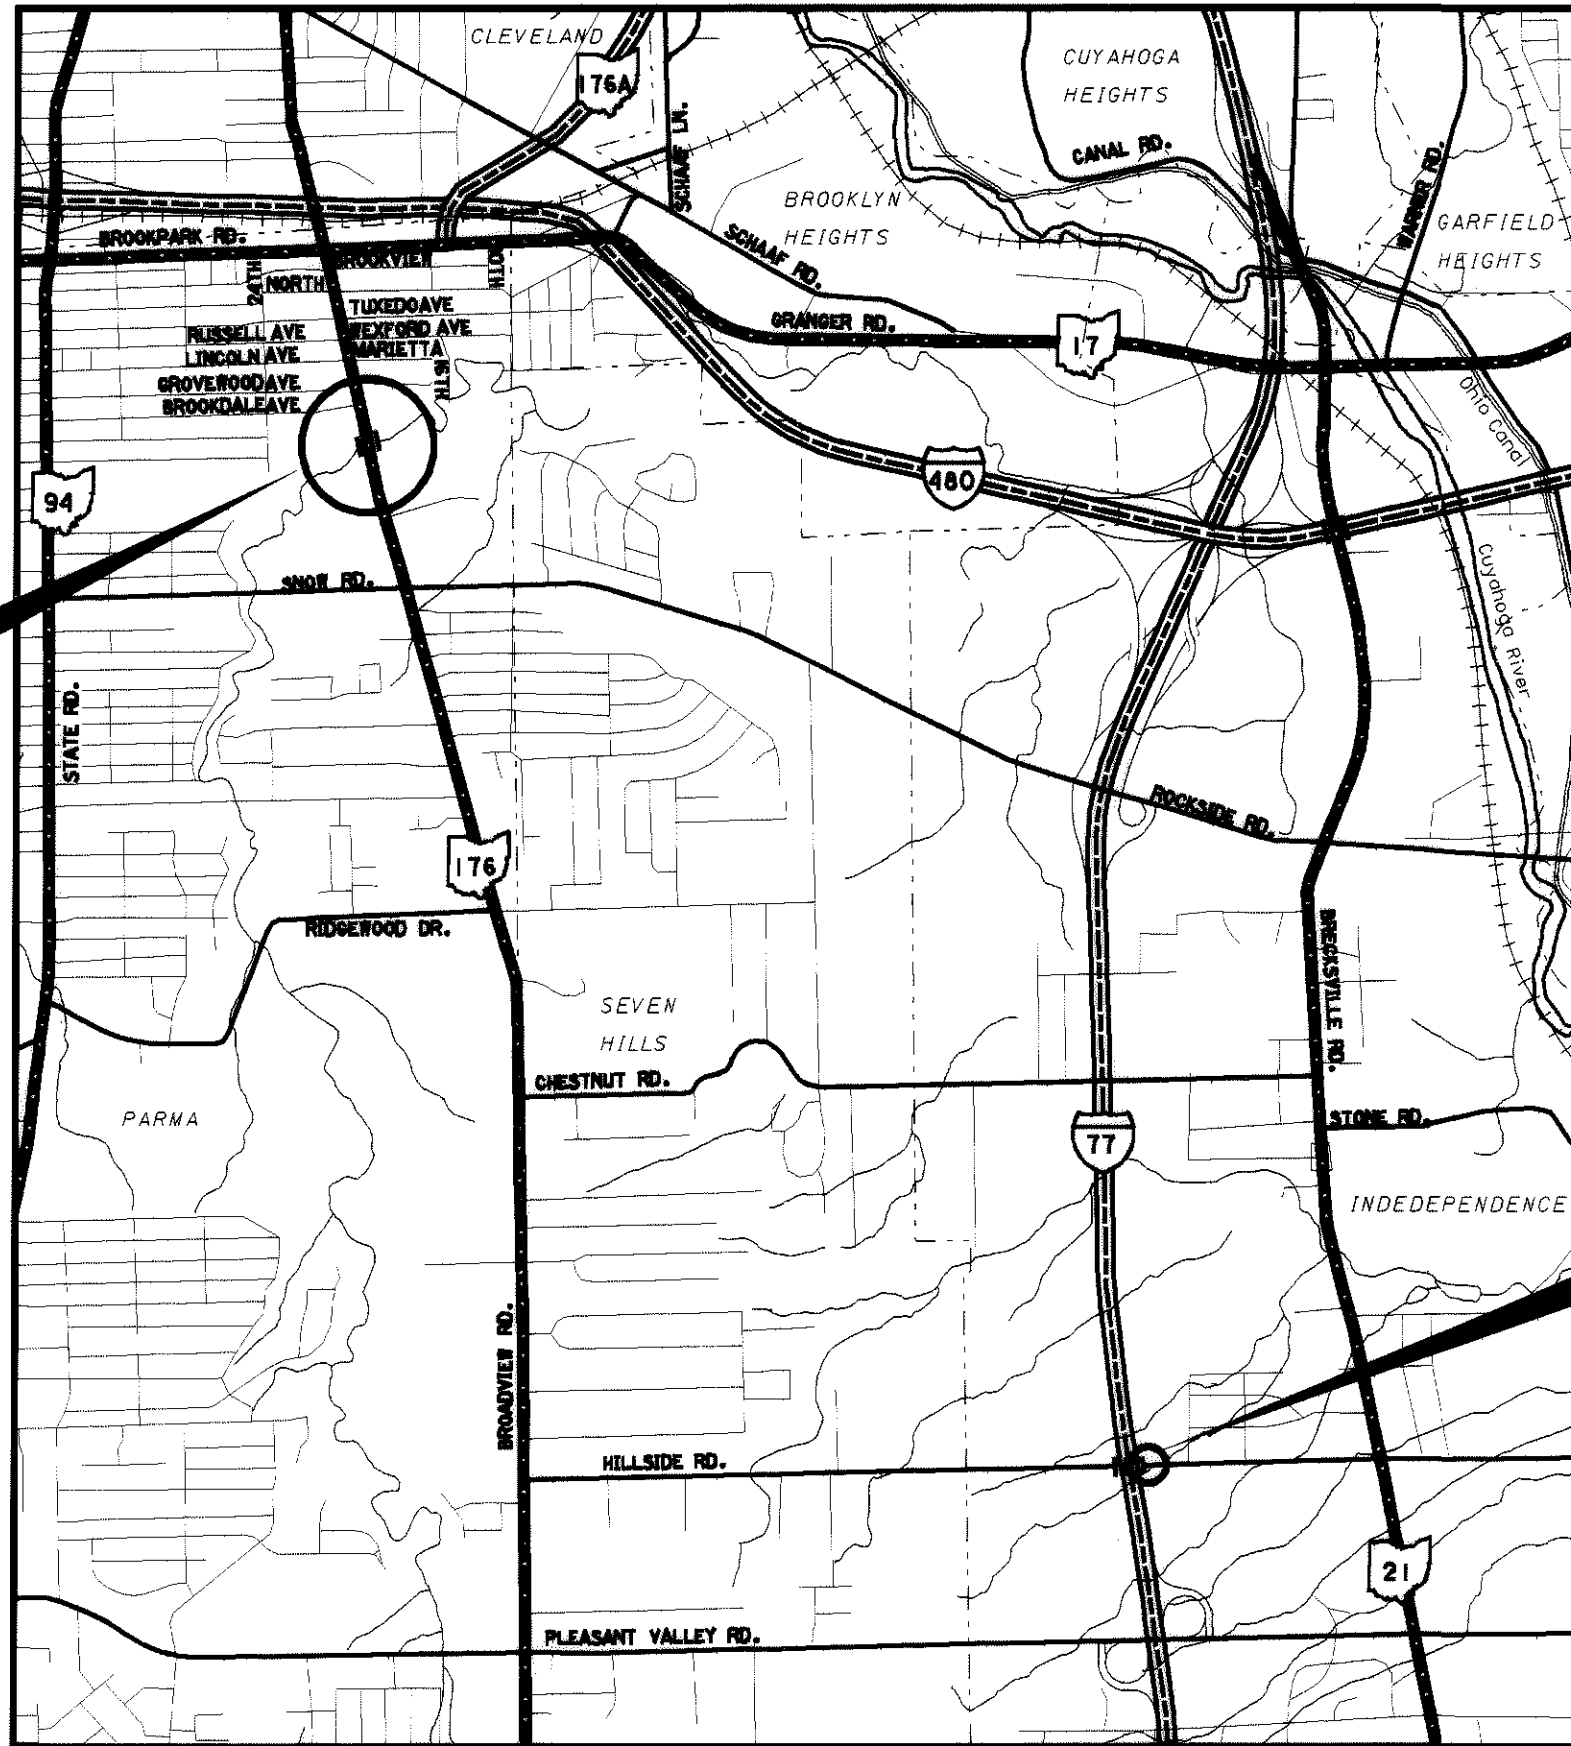 CLEVELAND
176A
SCHAAF LN.
CUYAHOGA
HEIGHTS
CANAL RD.
WARNER RD.
BROOKLYN
HEIGHTS
GARFIELD
HEIGHTS
BROOKPARK RD.
BROOKVIEW
24TH
NORTH
10TH
SCHAAF RD.
TUXEDO AVE
RUSSELL AVE
WEXFORD AVE
GRANGER RD.
17
LINCOLN AVE
MARIETTA
GROVEWOOD AVE
16TH
BROOKDALE AVE
Ohio Canal
480
94
SNOW RD.
Cuyahoga River
STATE RD.
ROCKSIDE RD.
176
RIDGEWOOD DR.
BRECKSVILLE RD.
SEVEN
HILLS
CHESTNUT RD.
PARMA
STONE RD.
77
INDEDEPENDENCE
BROADVIEW RD.
HILLSIDE RD.
21
PLEASANT VALLEY RD.